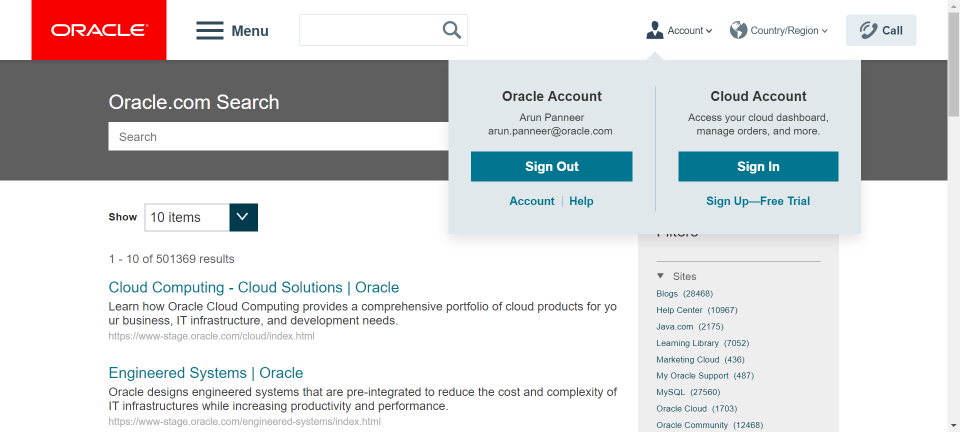 ORACLE
Menu
Account
Country/Region
Call
Oracle.com Search
Search
Oracle Account
Arun Panneer
arun.panneer@oracle.com
Sign Out
Account | Help
Cloud Account
Access your cloud dashboard,
manage orders, and more.
Sign In
Sign Up—Free Trial
Show
10 items
1 - 10 of 501369 results
Cloud Computing - Cloud Solutions | Oracle
Learn how Oracle Cloud Computing provides a comprehensive portfolio of cloud products for yo
ur business, IT infrastructure, and development needs.
https://www-stage.oracle.com/cloud/index.html
Engineered Systems | Oracle
Oracle designs engineered systems that are pre-integrated to reduce the cost and complexity of
IT infrastructures while increasing productivity and performance.
https://www-stage.oracle.com/engineered-systems/index.html
Filters
Sites
Blogs (28468)
Help Center (10967)
Java.com (2175)
Learning Library (7052)
Marketing Cloud (436)
My Oracle Support (487)
MySQL (27560)
Oracle Cloud (1703)
Oracle Community (12468)